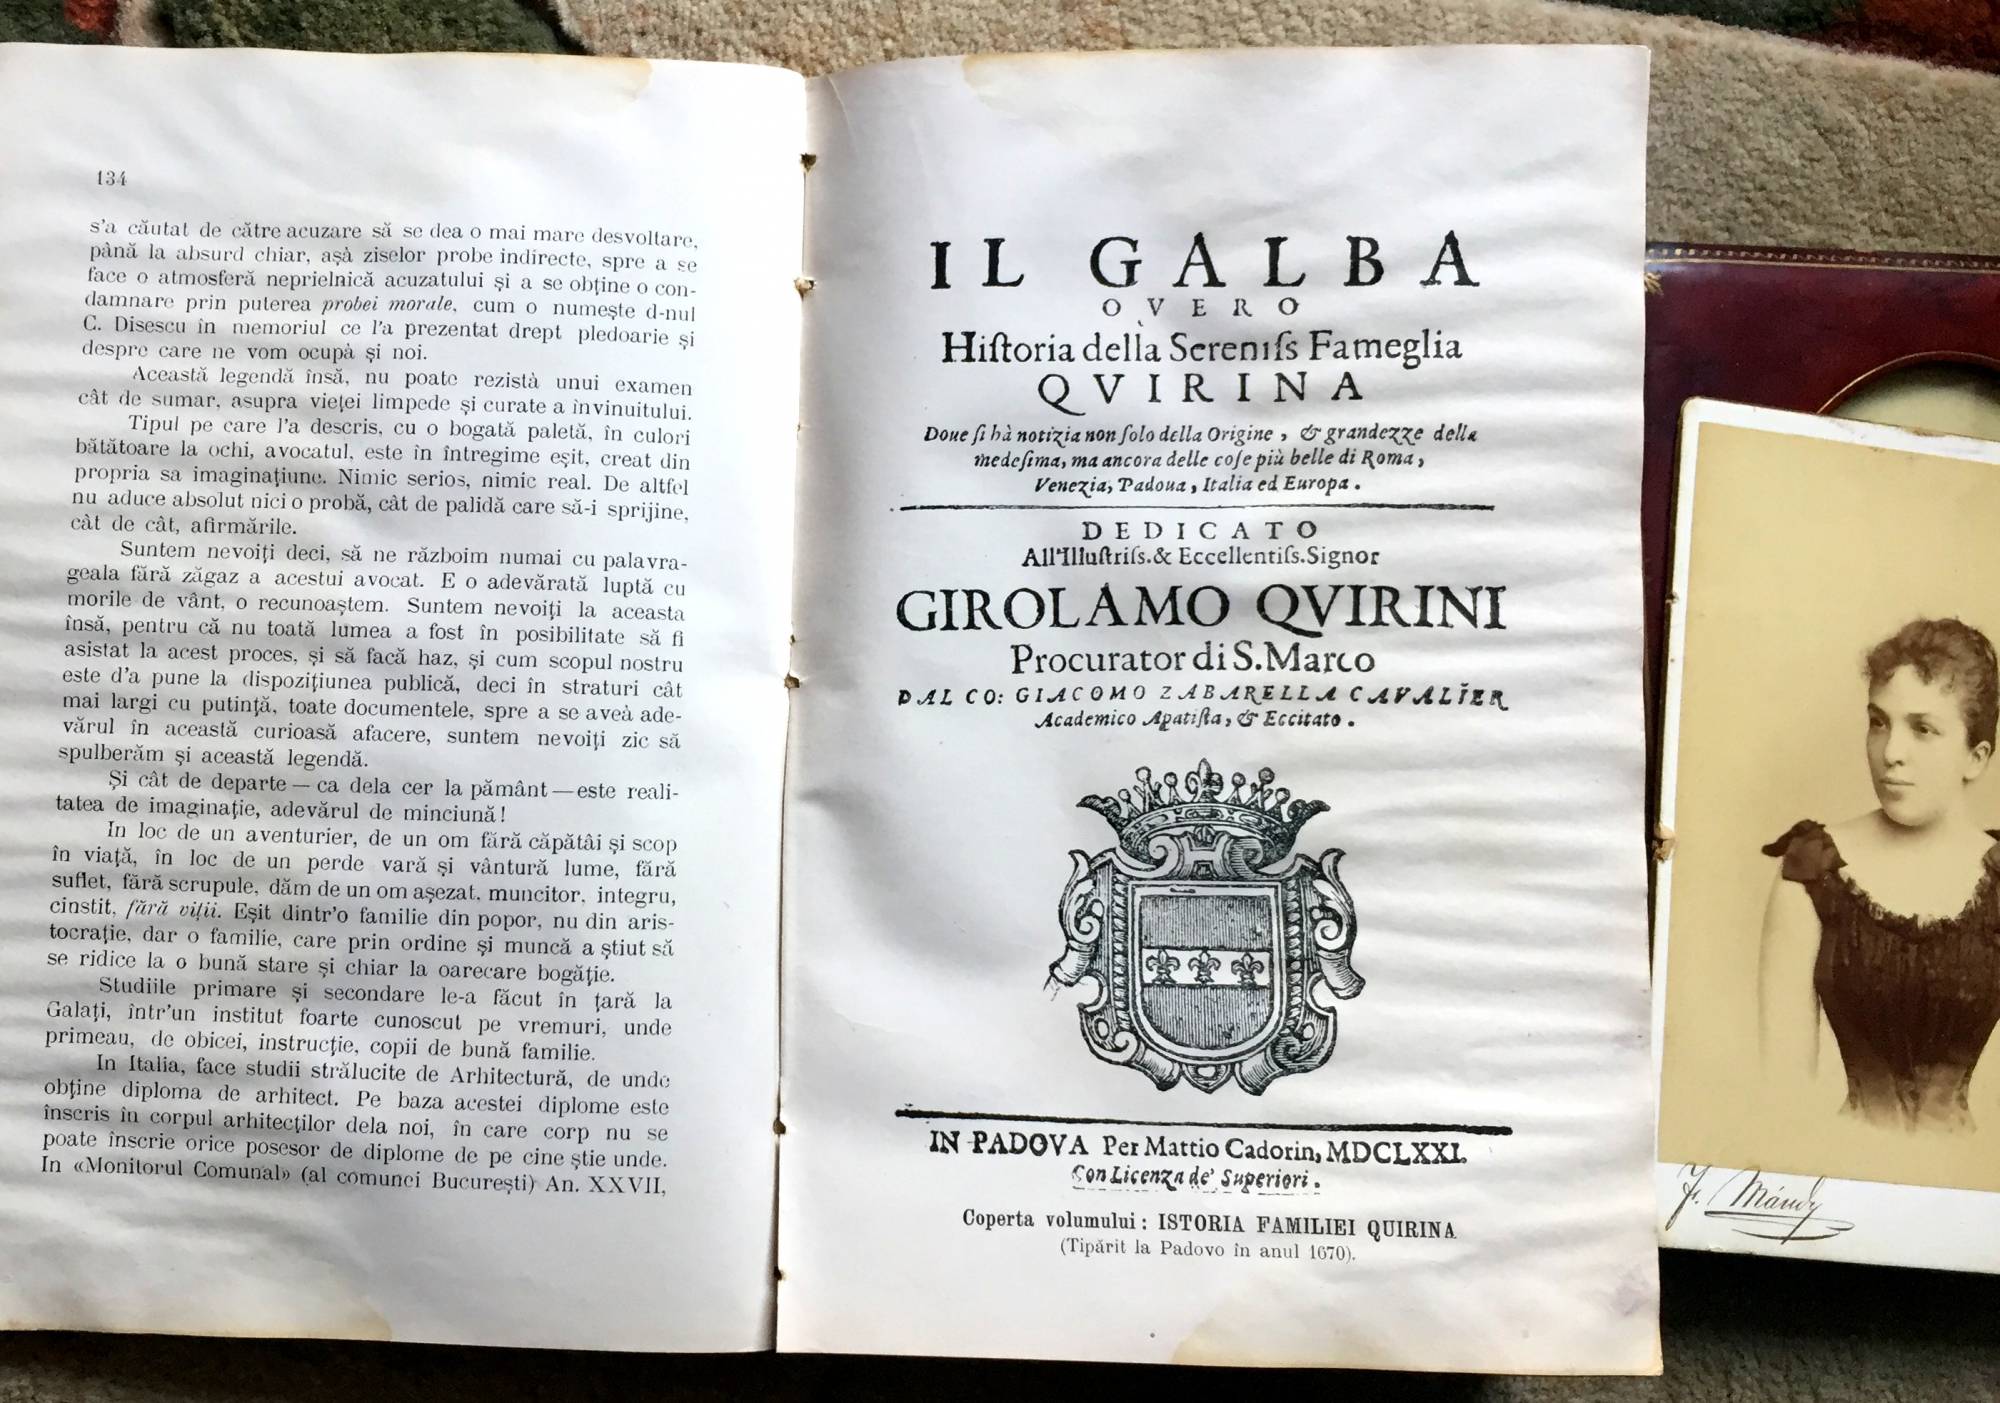 134
s'a căutat de către acuzare să se dea o mai mare desvoltare,
până la absurd chiar, așà ziselor probe indirecte, spre a se
face o atmosferă neprielnică acuzatului și a se obține o con-
damnare prin puterea probei morale, cum o numește d-nul
C. Disescu în memoriul ce l'a prezentat drept pledoarie și
despre care ne vom ocupà și noi.
Această legendă însă, nu poate rezistà unui examen
cât de sumar, asupra vieței limpede și curate a învinuitului.
Tipul pe care l'a descris, cu o bogată paletă, în culori
bătătoare la ochi, avocatul, este în întregime eșit, creat din
propria sa imaginațiune. Nimic serios, nimic real. De altfel
nu aduce absolut nici o probă, cât de palidă care să-i sprijine,
cât de cât, afirmările.
Suntem nevoiți deci, să ne războim numai cu palavra-
geala fără zăgaz a acestui avocat. E o adevărată luptă cu
morile de vânt, o recunoaștem. Suntem nevoiți la aceasta
însă, pentru că nu toată lumea a fost în posibilitate să fi
asistat la acest proces, și să facă haz, și cum scopul nostru
este d'a pune la dispozițiunea publică, deci în straturi cât
mai largi cu putință, toate documentele, spre a se aveà ade-
vărul în această curioasă afacere, suntem nevoiți zic să
spulberăm și această legendă.
Și cât de departe — ca dela cer la pământ — este reali-
tatea de imaginație, adevărul de minciună!
In loc de un aventurier, de un om fără căpătâi și scop
în viață, în loc de un perde vară și vântură lume, fără
suflet, fără scrupule, dăm de un om așezat, muncitor, integru,
cinstit, fără viții. Eșit dintr'o familie din popor, nu din aris-
tocrație, dar o familie, care prin ordine și muncă a știut să
se ridice la o bună stare și chiar la oarecare bogăție.
Studiile primare și secondare le-a făcut în țară la
Galați, într'un institut foarte cunoscut pe vremuri, unde
primeau, de obicei, instrucție, copii de bună familie.
In Italia, face studii strălucite de Arhitectură, de unde
obține diploma de arhitect. Pe baza acestei diplome este
înscris în corpul arhitecților dela noi, în care corp nu se
poate înscrie orice posesor de diplome de pe cine știe unde.
In «Monitorul Comunal» (al comunei București) An. XXVII,
IL GALBA
OVERO
Hiſtoria della Sereniſs Fameglia
QVIRINA
Doue ſi hà notizia non ſolo della Origine, & grandezze della
medeſima, ma ancora delle coſe più belle di Roma,
Venezia, Padoua, Italia ed Europa.
DEDICATO
All'Illuſtriſs. & Eccellentiſs. Signor
GIROLAMO QVIRINI
Procurator di S. Marco
DAL CO: GIACOMO ZABARELLA CAVALIER
Academico Apatiſta, & Eccitato.
IN PADOVA Per Mattio Cadorin, MDCLXXI.
Con Licenza de' Superiori.
Coperta volumului: ISTORIA FAMILIEI QUIRINA
(Tipărit la Padovo în anul 1670).
F. Mándy